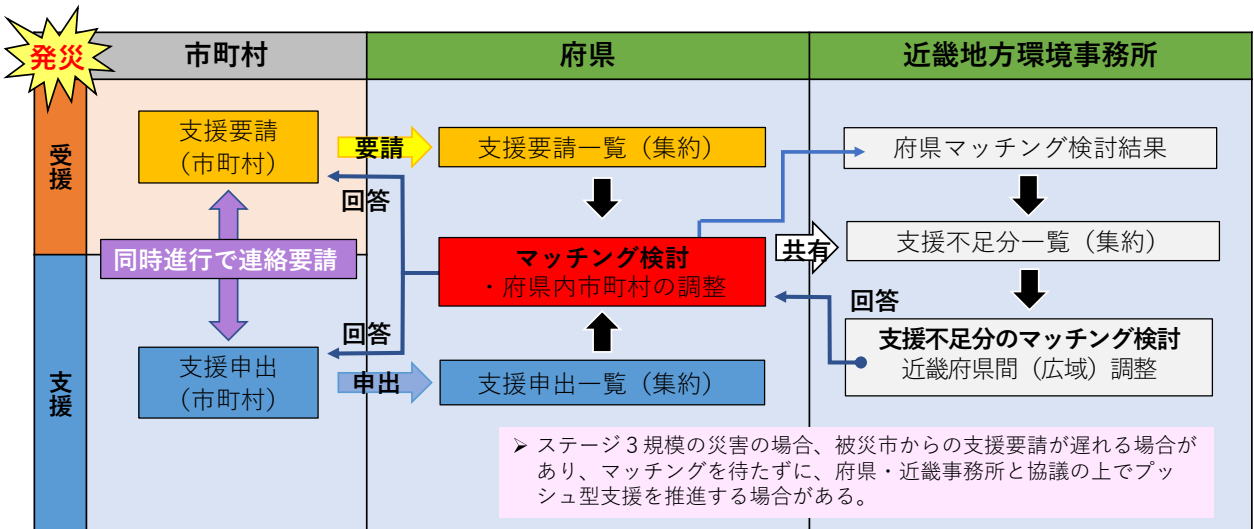 発災
市町村
府県
近畿地方環境事務所
受援
支援要請
(市町村)
要請
支援要請一覧（集約）
府県マッチング検討結果
回答
同時進行で連絡要請
マッチング検討
・府県内市町村の調整
共有
支援不足分一覧（集約）
回答
支援
回答
支援不足分のマッチング検討
近畿府県間（広域）調整
支援申出
(市町村)
申出
支援申出一覧（集約）
➢ ステージ３規模の災害の場合、被災市からの支援要請が遅れる場合が
あり、マッチングを待たずに、府県・近畿事務所と協議の上でプッ
シュ型支援を推進する場合がある。